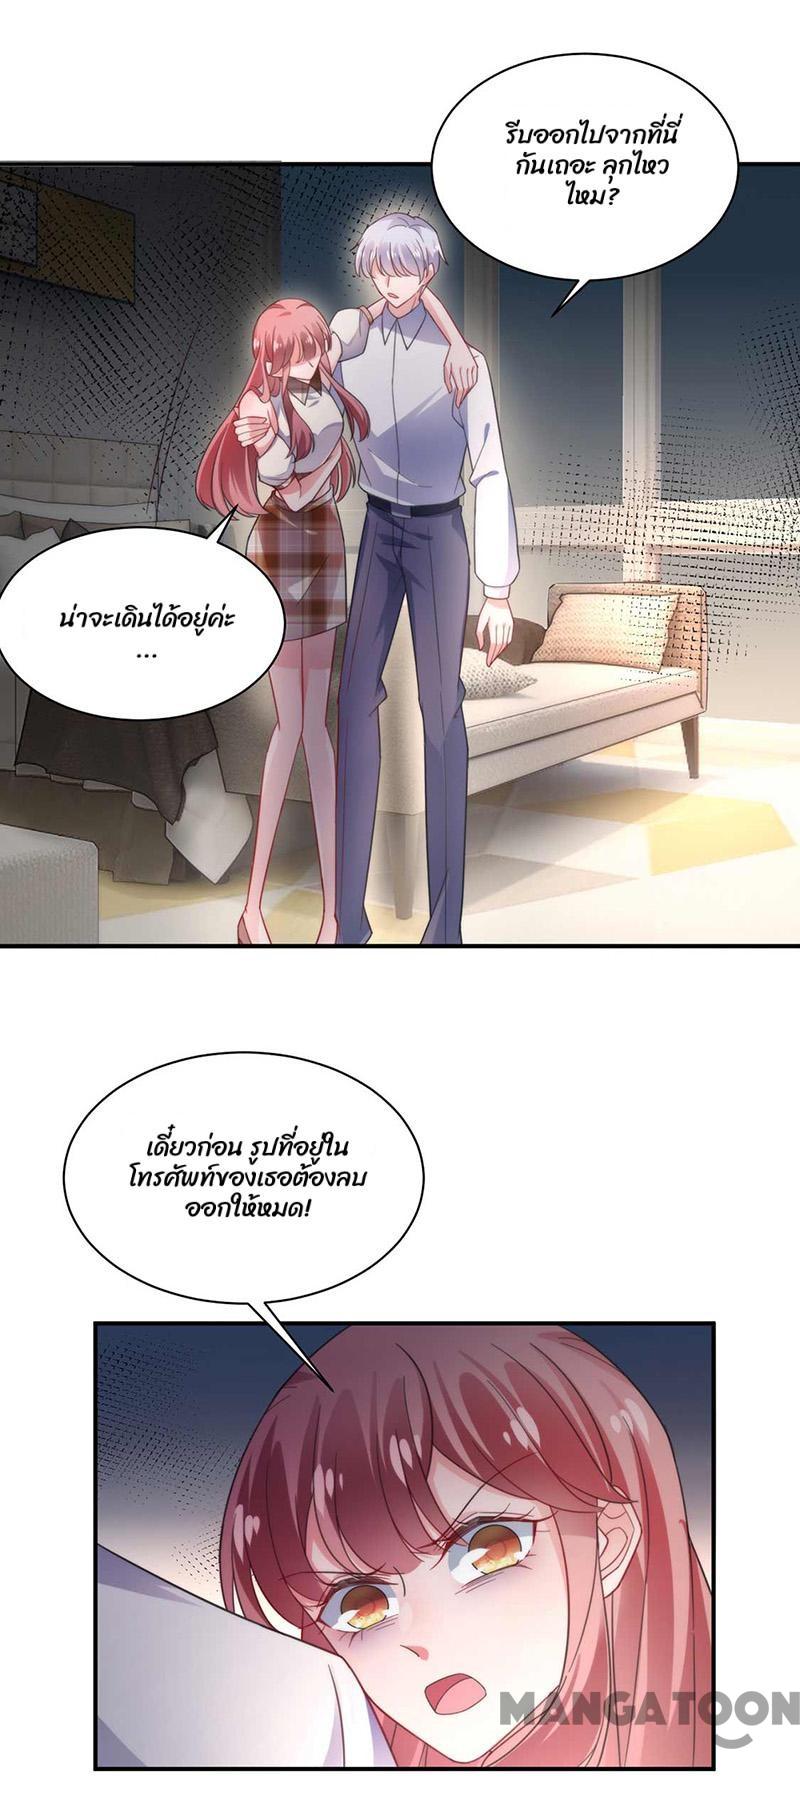 รีบออกไปจากที่นี่
กันเถอะ ลุกไหว
ไหม?
น่าจะเดินได้อยู่ค่ะ
...
เดี๋ยวก่อน รูปที่อยู่ใน
โทรศัพท์ของเธอต้องลบ
ออกให้หมด!
MANGATOON